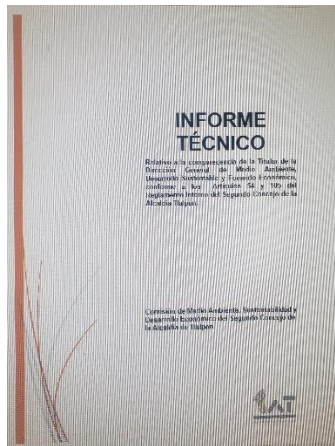 INFORME
TÉCNICO
Relativo a la comparecencia de la Titular de la
Dirección General de Medio Ambiente,
Desarrollo Sustentable y Fomento Económico,
conforme a los Artículos 54 y 105 del
Reglamento Interno del Segundo Concejo de la
Alcaldía Tlalpan.
Comisión de Medio Ambiente, Sustentabilidad y
Desarrollo Económico del Segundo Concejo de
la Alcaldía de Tlalpan